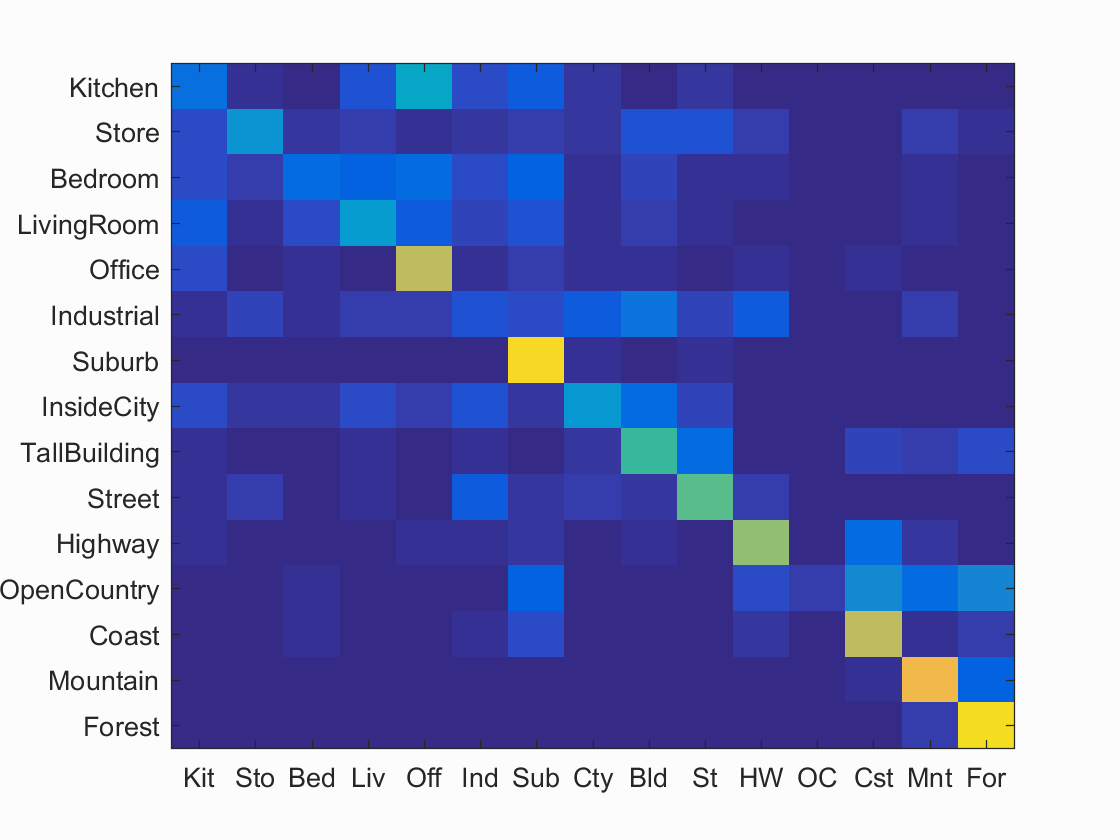 Kitchen
Store
Bedroom
LivingRoom
Office
Industrial
Suburb
InsideCity
TallBuilding
Street
Highway
OpenCountry
Coast
Mountain
Forest
Kit Sto Bed Liv Off Ind Sub Cty Bld St HW OC Cst Mnt For